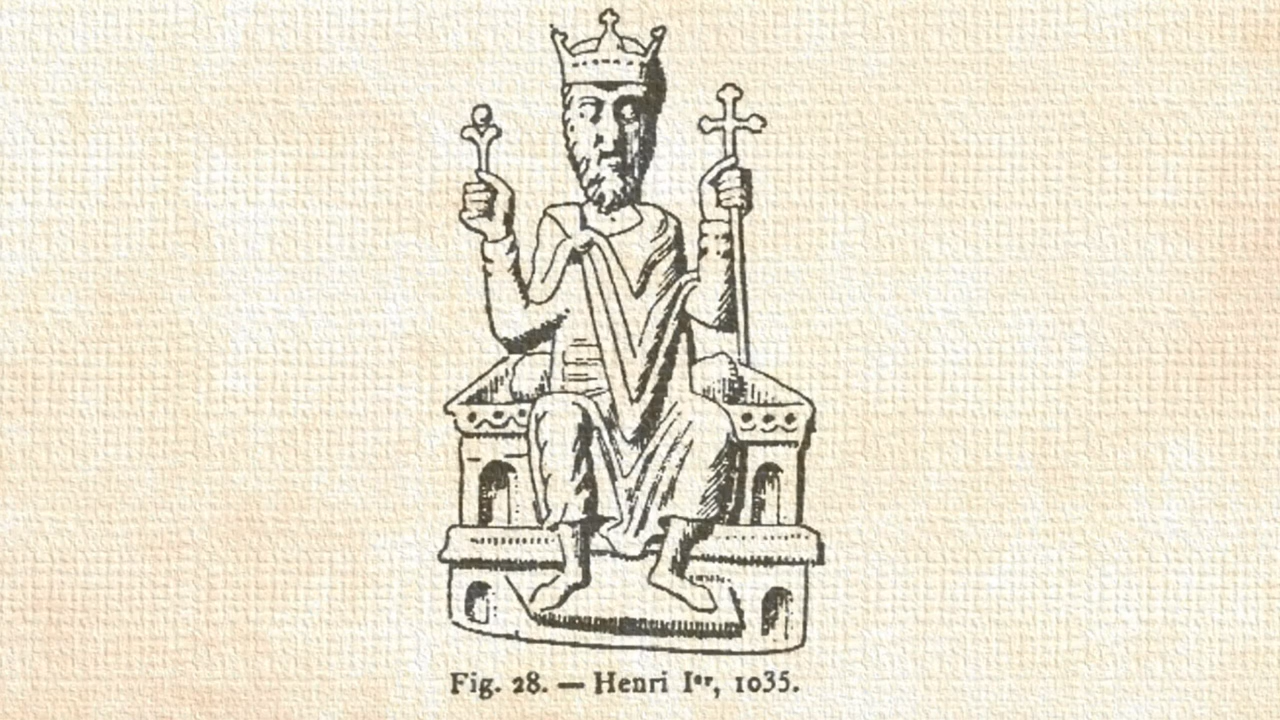 Fig. 28. — Henri Iᵉʳ, 1035.